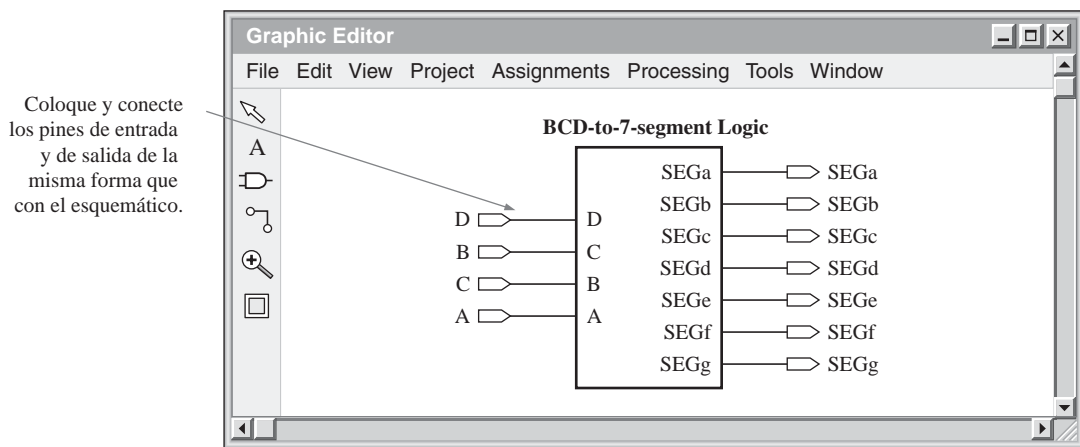 Graphic Editor
File Edit View Project Assignments Processing Tools Window
Coloque y conecte
los pines de entrada
y de salida de la
misma forma que
con el esquemático.
A
BCD-to-7-segment Logic
D D
B C
C B
A A
SEGa SEGa
SEGb SEGb
SEGc SEGc
SEGd SEGd
SEGe SEGe
SEGf SEGf
SEGg SEGg